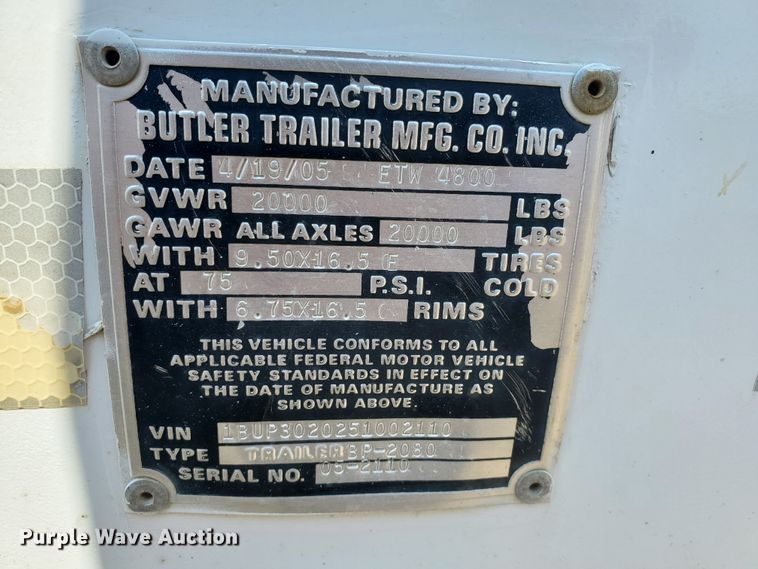 MANUFACTURED BY:
BUTLER TRAILER MFG. CO. INC.
DATE 4/19/05 ETW 4800
GVWR 20000 LBS
GAWR ALL AXLES 20000 LBS
WITH 9.50X16.5 E TIRES
AT 75 P.S.I. COLD
WITH 6.75X16.5 RIMS
THIS VEHICLE CONFORMS TO ALL
APPLICABLE FEDERAL MOTOR VEHICLE
SAFETY STANDARDS IN EFFECT ON
THE DATE OF MANUFACTURE AS
SHOWN ABOVE.
VIN 1BUP3020251002110
TYPE TRAILER BP-2080
SERIAL NO. 05-2110
Purple Wave Auction